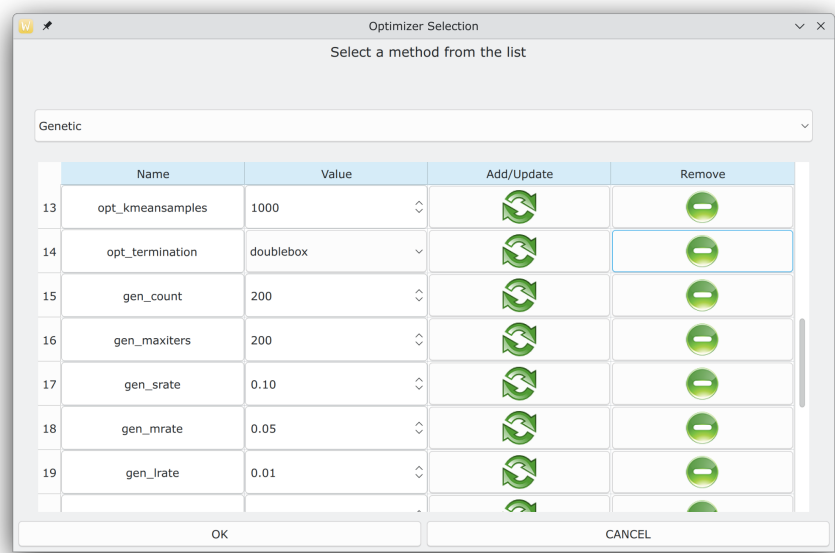 W
Optimizer Selection
Select a method from the list
Genetic
Name Value Add/Update Remove
13 opt_kmeansamples 1000
14 opt_termination doublebox
15 gen_count 200
16 gen_maxiters 200
17 gen_srate 0.10
18 gen_mrate 0.05
19 gen_lrate 0.01
OK CANCEL